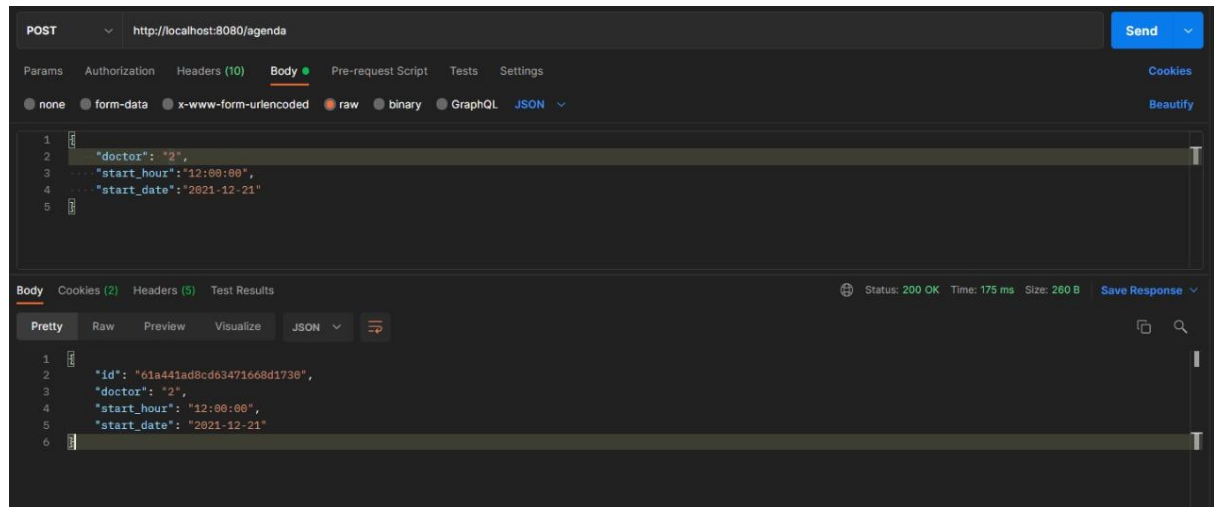 POST http://localhost:8080/agenda Send
Params Authorization Headers (10) Body Pre-request Script Tests Settings Cookies
none form-data x-www-form-urlencoded raw binary GraphQL JSON Beautify
1 {
2 "doctor": "2",
3 "start_hour":"12:00:00",
4 "start_date":"2021-12-21"
5 }
Body Cookies (2) Headers (5) Test Results Status: 200 OK Time: 175 ms Size: 260 B Save Response
Pretty Raw Preview Visualize JSON
1 {
2 "id": "61a441ad8cd63471668d1730",
3 "doctor": "2",
4 "start_hour": "12:00:00",
5 "start_date": "2021-12-21"
6 }